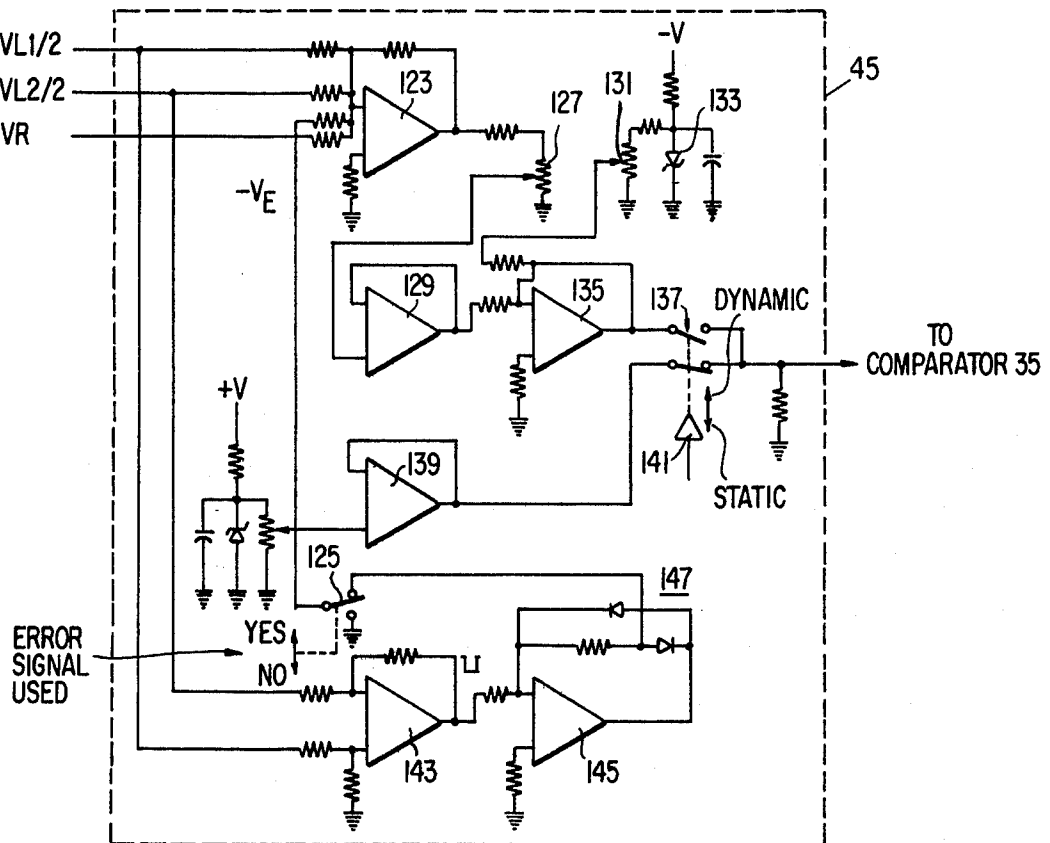 VL1/2
VL2/2
VR
123
127
131
-V
133
45
-VE
129
135
137
DYNAMIC
TO
COMPARATOR 35
+V
139
141
STATIC
125
147
YES
NO
ERROR
SIGNAL
USED
143
145